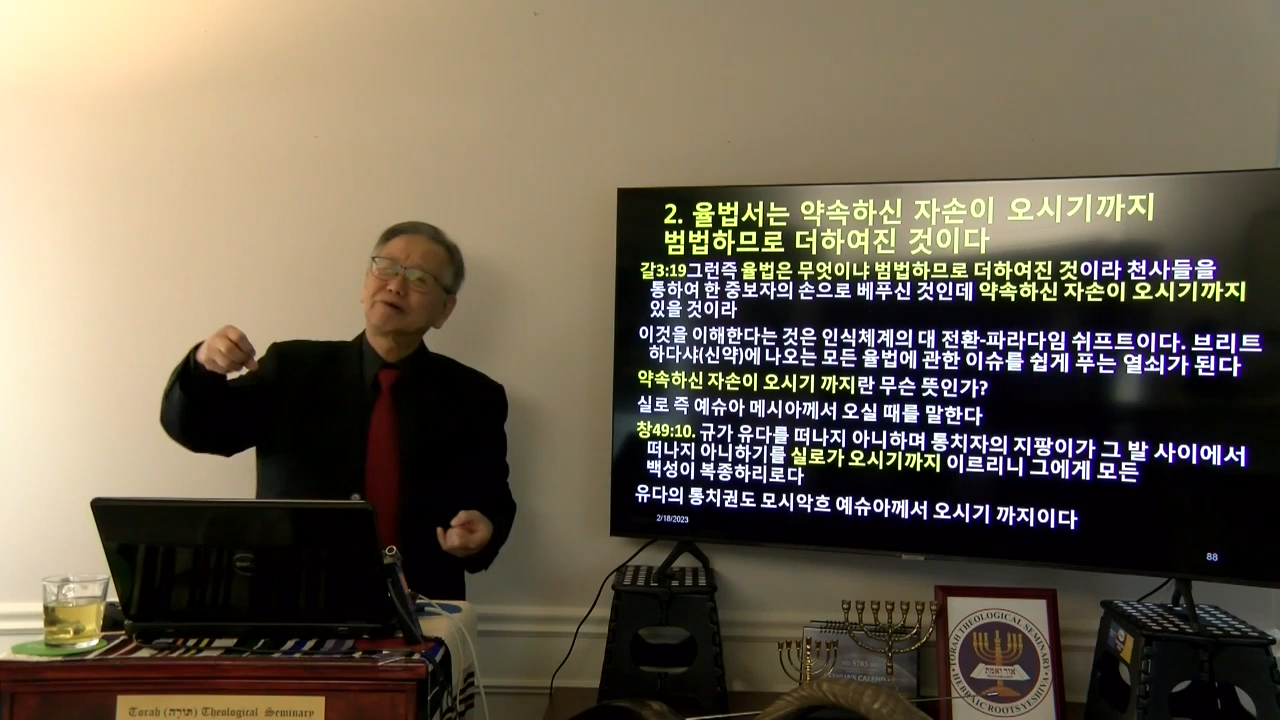 2. 율법서는 약속하신 자손이 오시기까지
범법하므로 더하여진 것이다
갈3:19그런즉 율법은 무엇이냐 범법하므로 더하여진 것이라 천사들을
통하여 한 중보자의 손으로 베푸신 것인데 약속하신 자손이 오시기까지
있을 것이라
이것을 이해한다는 것은 인식체계의 대 전환-파라다임 쉬프트이다. 브리트
하다샤(신약)에 나오는 모든 율법에 관한 이슈를 쉽게 푸는 열쇠가 된다
약속하신 자손이 오시기 까지란 무슨 뜻인가?
실로 즉 예슈아 메시아께서 오실 때를 말한다
창49:10. 규가 유다를 떠나지 아니하며 통치자의 지팡이가 그 발 사이에서
떠나지 아니하기를 실로가 오시기까지 이르리니 그에게 모든
백성이 복종하리로다
유다의 통치권도 모시악흐 예슈아께서 오시기 까지이다
2/18/2023
88
DELL
5783
CALENDAR
TORAH THEOLOGICAL SEMINARY
אור ואמת
HEBRAIC ROOTS YESHIVA
Torah (תורה) Theological Seminary